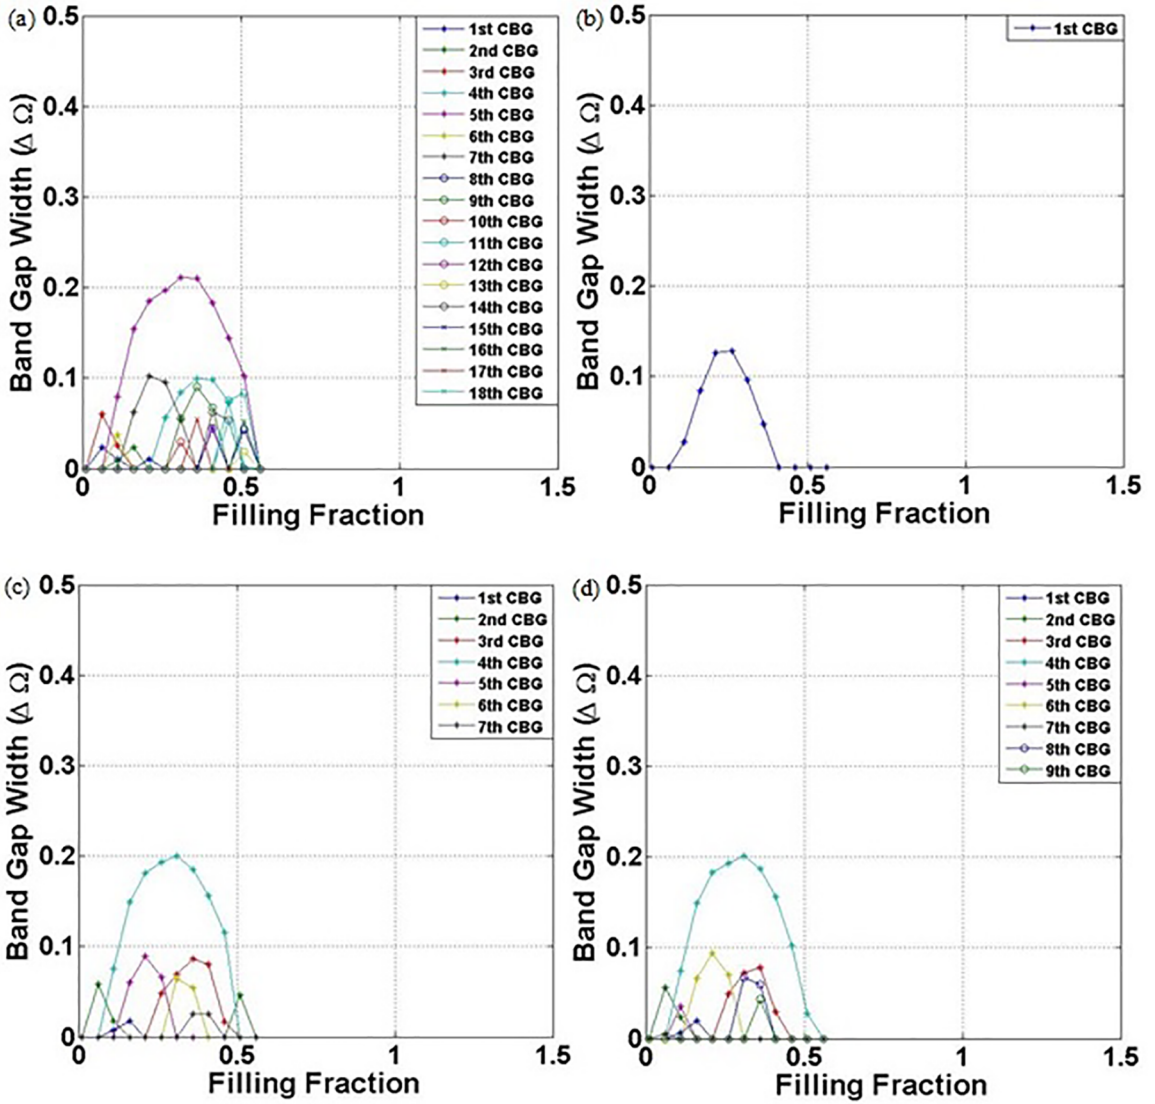 (a)
0.5
0.4
0.3
0.2
0.1
0
Band Gap Width (Δ Ω)
0
0.5
1
1.5
Filling Fraction
1st CBG
2nd CBG
3rd CBG
4th CBG
5th CBG
6th CBG
7th CBG
8th CBG
9th CBG
10th CBG
11th CBG
12th CBG
13th CBG
14th CBG
15th CBG
16th CBG
17th CBG
18th CBG
(b)
0.5
0.4
0.3
0.2
0.1
0
Band Gap Width (Δ Ω)
0
0.5
1
1.5
Filling Fraction
1st CBG
(c)
0.5
0.4
0.3
0.2
0.1
0
Band Gap Width (Δ Ω)
0
0.5
1
1.5
Filling Fraction
1st CBG
2nd CBG
3rd CBG
4th CBG
5th CBG
6th CBG
7th CBG
(d)
0.5
0.4
0.3
0.2
0.1
0
Band Gap Width (Δ Ω)
0
0.5
1
1.5
Filling Fraction
1st CBG
2nd CBG
3rd CBG
4th CBG
5th CBG
6th CBG
7th CBG
8th CBG
9th CBG